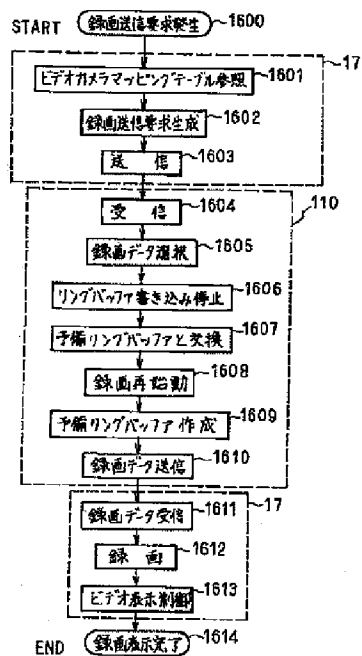 START 録画送信要求発生 1600
17
ビデオカメラマッピングテーブル参照 1601
録画送信要求生成 1602
送信 1603
受信 1604
110
録画データ選択 1605
リングバッファ書き込み停止 1606
予備リングバッファと交換 1607
録画再始動 1608
予備リングバッファ作成 1609
録画データ送信 1610
17
録画データ受信 1611
録画 1612
ビデオ表示制御 1613
END 録画表示完了 1614